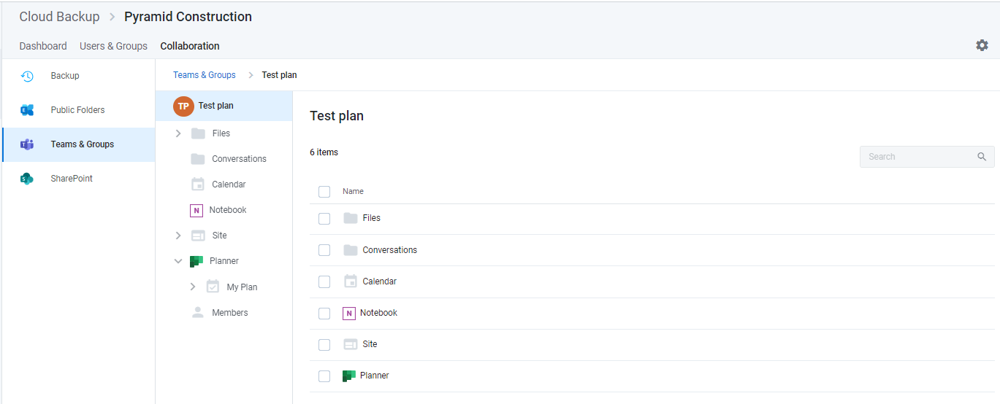 Cloud Backup > Pyramid Construction
Dashboard Users & Groups Collaboration
Backup
Public Folders
Teams & Groups
SharePoint
Teams & Groups > Test plan
TP Test plan
Files
Conversations
Calendar
N Notebook
Site
Planner
My Plan
Members
Test plan
6 items
Search
Name
Files
Conversations
Calendar
N Notebook
Site
Planner